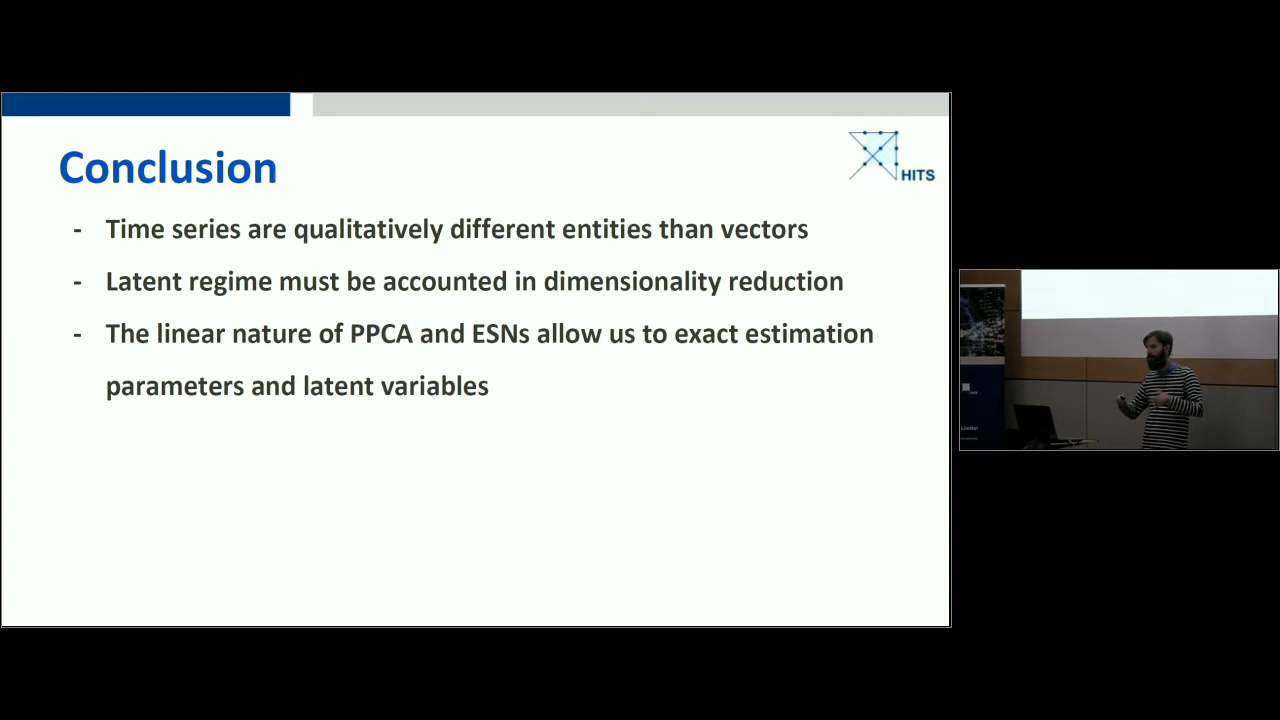 Conclusion
HITS
- Time series are qualitatively different entities than vectors
- Latent regime must be accounted in dimensionality reduction
- The linear nature of PPCA and ESNs allow us to exact estimation
parameters and latent variables